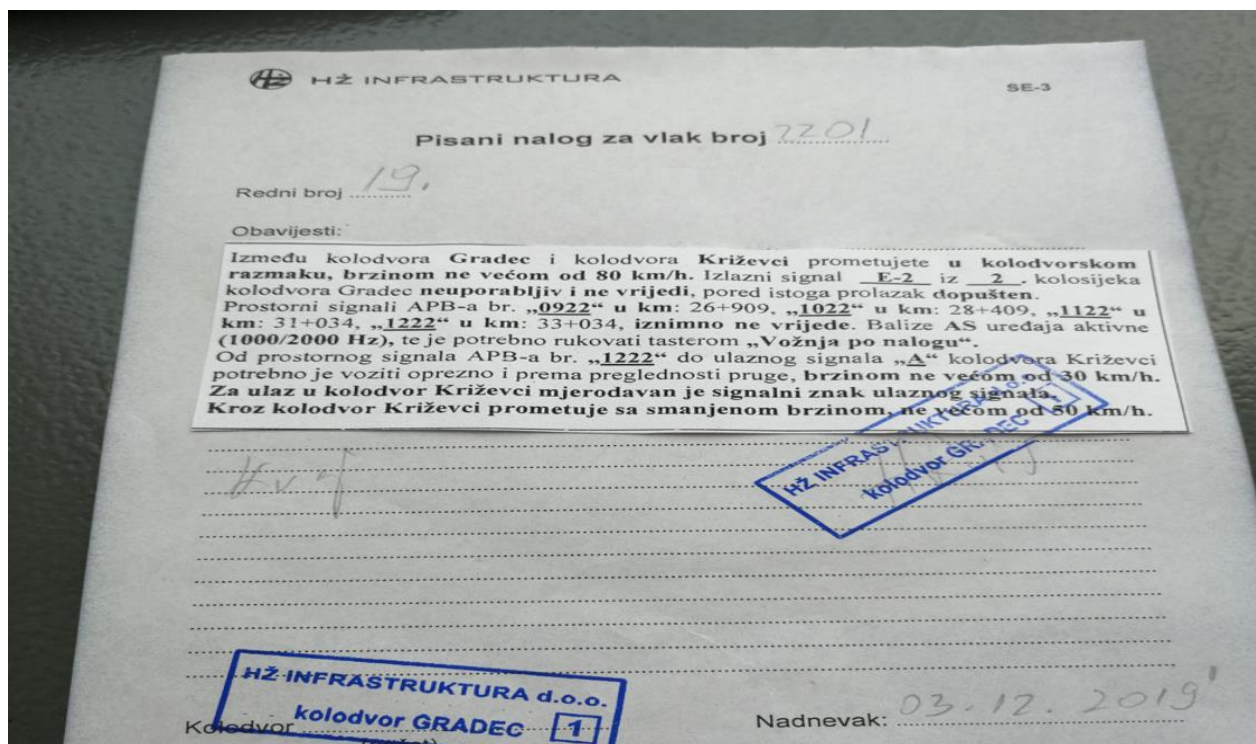 HŽ INFRASTRUKTURA
SE-3
Pisani nalog za vlak broj 2201
Redni broj 19.
Obavijesti:
Između kolodvora Gradec i kolodvora Križevci prometujete u kolodvorskom
razmaku, brzinom ne većom od 80 km/h. Izlazni signal E-2 iz 2. kolosijeka
kolodvora Gradec neuporabljiv i ne vrijedi, pored istoga prolazak dopušten.
Prostorni signali APB-a br. „0922“ u km: 26+909, „1022“ u km: 28+409, „1122“ u
km: 31+034, „1222“ u km: 33+034, iznimno ne vrijede. Balize AS uređaja aktivne
(1000/2000 Hz), te je potrebno rukovati tasterom „Vožnja po nalogu“.
Od prostornog signala APB-a br. „1222“ do ulaznog signala „A“ kolodvora Križevci
potrebno je voziti oprezno i prema preglednosti pruge, brzinom ne većom od 30 km/h.
Za ulaz u kolodvor Križevci mjerodavan je signalni znak ulaznog signala.
Kroz kolodvor Križevci prometuje sa smanjenom brzinom, ne većom od 50 km/h.
HŽ INFRASTRUKTURA d.o.o.
kolodvor GRADEC 1
HŽ INFRASTRUKTURA d.o.o.
kolodvor GRADEC 1
Kolodvor
Nadnevak: 03.12.2019